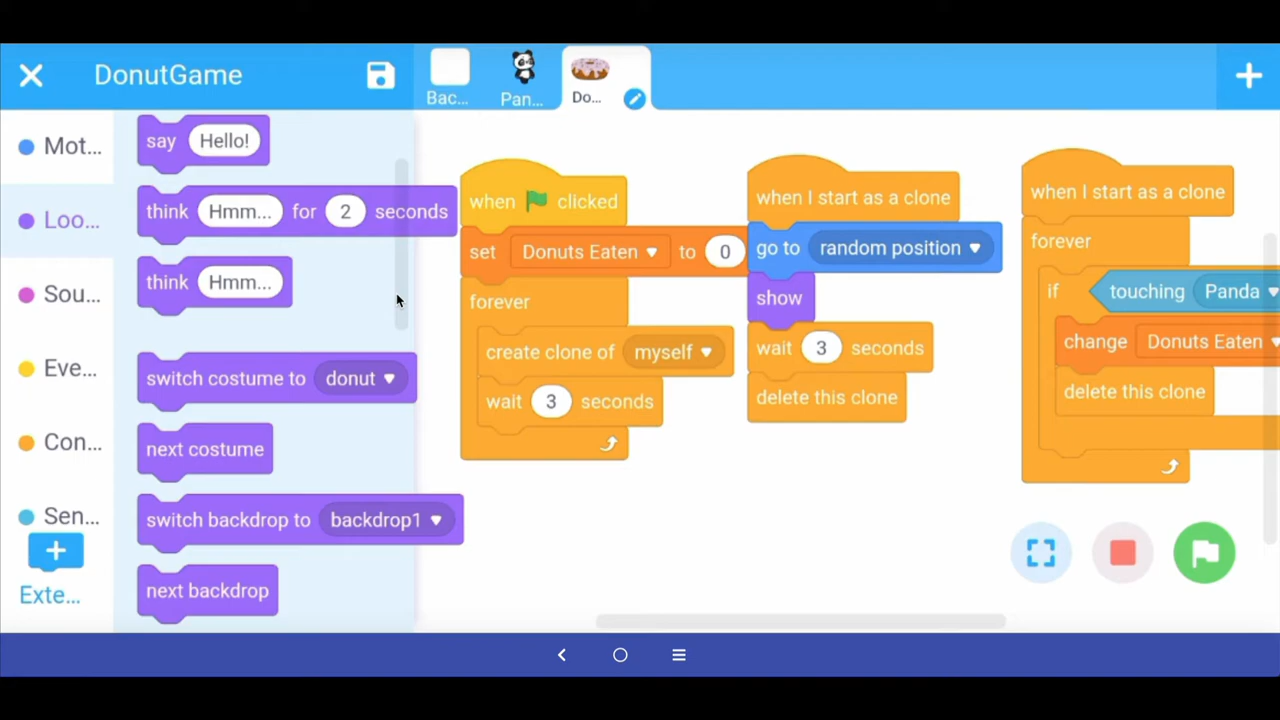 DonutGame
Bac...
Pan...
Do...
Mot...
Loo...
Sou...
Eve...
Con...
Sen...
Exte...
say Hello!
think Hmm... for 2 seconds
think Hmm...
switch costume to donut
next costume
switch backdrop to backdrop1
next backdrop
when clicked
set Donuts Eaten to 0
forever
create clone of myself
wait 3 seconds
when I start as a clone
go to random position
show
wait 3 seconds
delete this clone
when I start as a clone
forever
if touching Panda
change Donuts Eaten
delete this clone